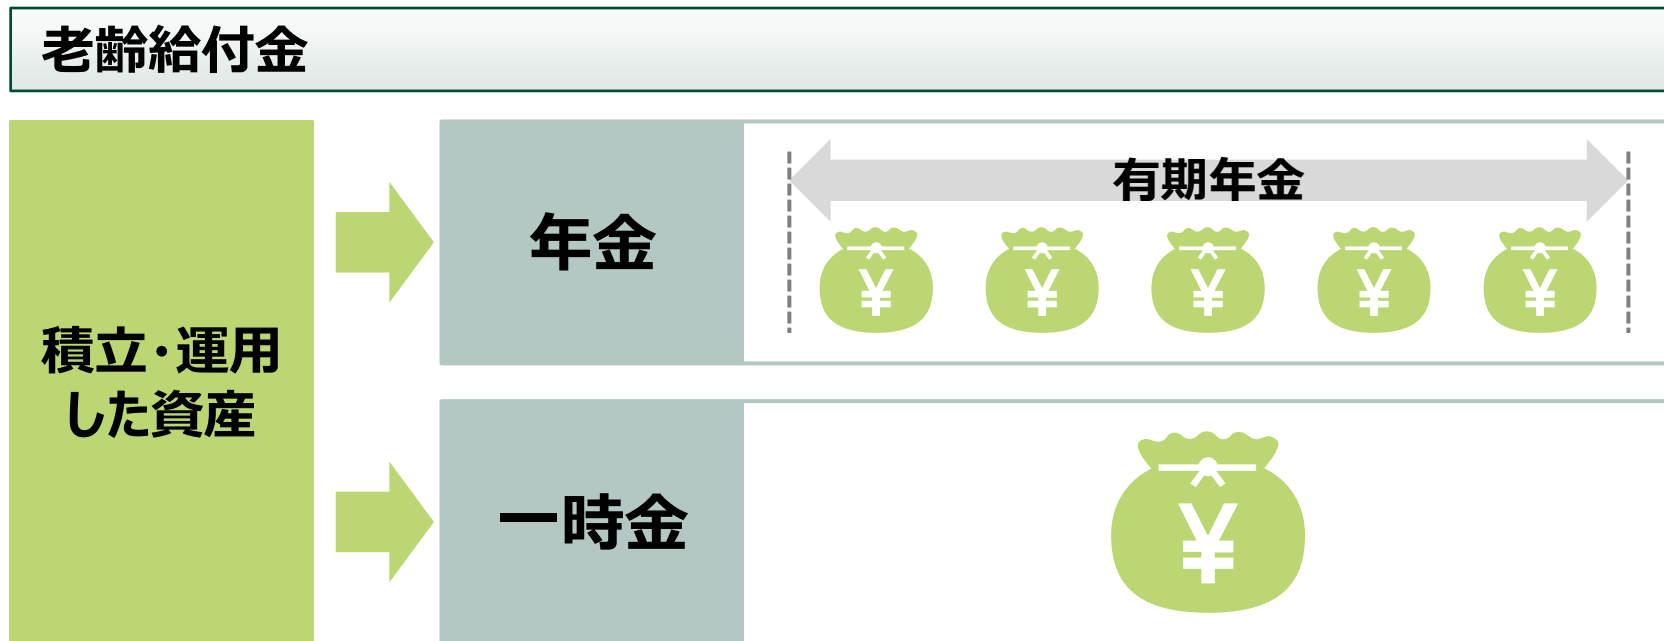 老齢給付金
有期年金
年金
¥ ¥ ¥ ¥ ¥
積立・運用
した資産
一時金
¥